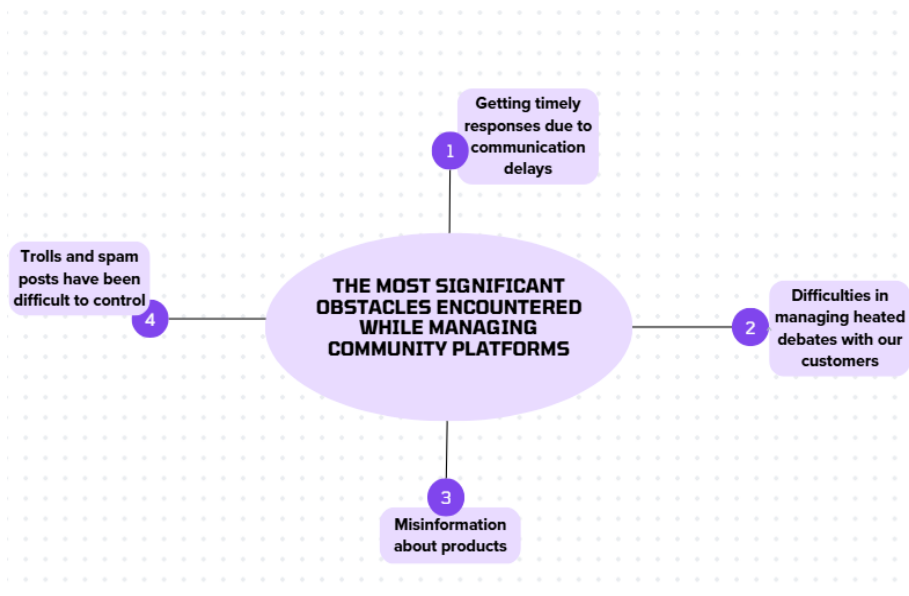 Getting timely
responses due to
communication
delays
1
Trolls and spam
posts have been
difficult to control
4
THE MOST SIGNIFICANT
OBSTACLES ENCOUNTERED
WHILE MANAGING
COMMUNITY PLATFORMS
2
Difficulties in
managing heated
debates with our
customers
3
Misinformation
about products